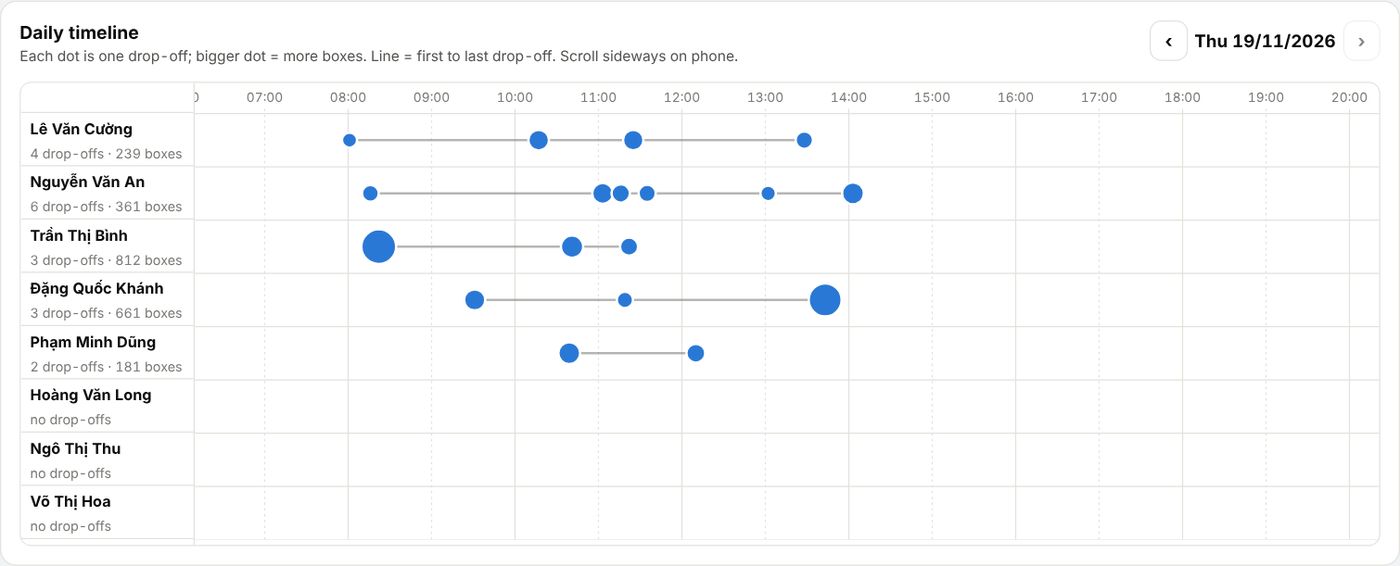 Daily timeline
Each dot is one drop-off; bigger dot = more boxes. Line = first to last drop-off. Scroll sideways on phone.
‹ Thu 19/11/2026 ›
0 07:00 08:00 09:00 10:00 11:00 12:00 13:00 14:00 15:00 16:00 17:00 18:00 19:00 20:00
Lê Văn Cường
4 drop-offs · 239 boxes
Nguyễn Văn An
6 drop-offs · 361 boxes
Trần Thị Bình
3 drop-offs · 812 boxes
Đặng Quốc Khánh
3 drop-offs · 661 boxes
Phạm Minh Dũng
2 drop-offs · 181 boxes
Hoàng Văn Long
no drop-offs
Ngô Thị Thu
no drop-offs
Võ Thị Hoa
no drop-offs